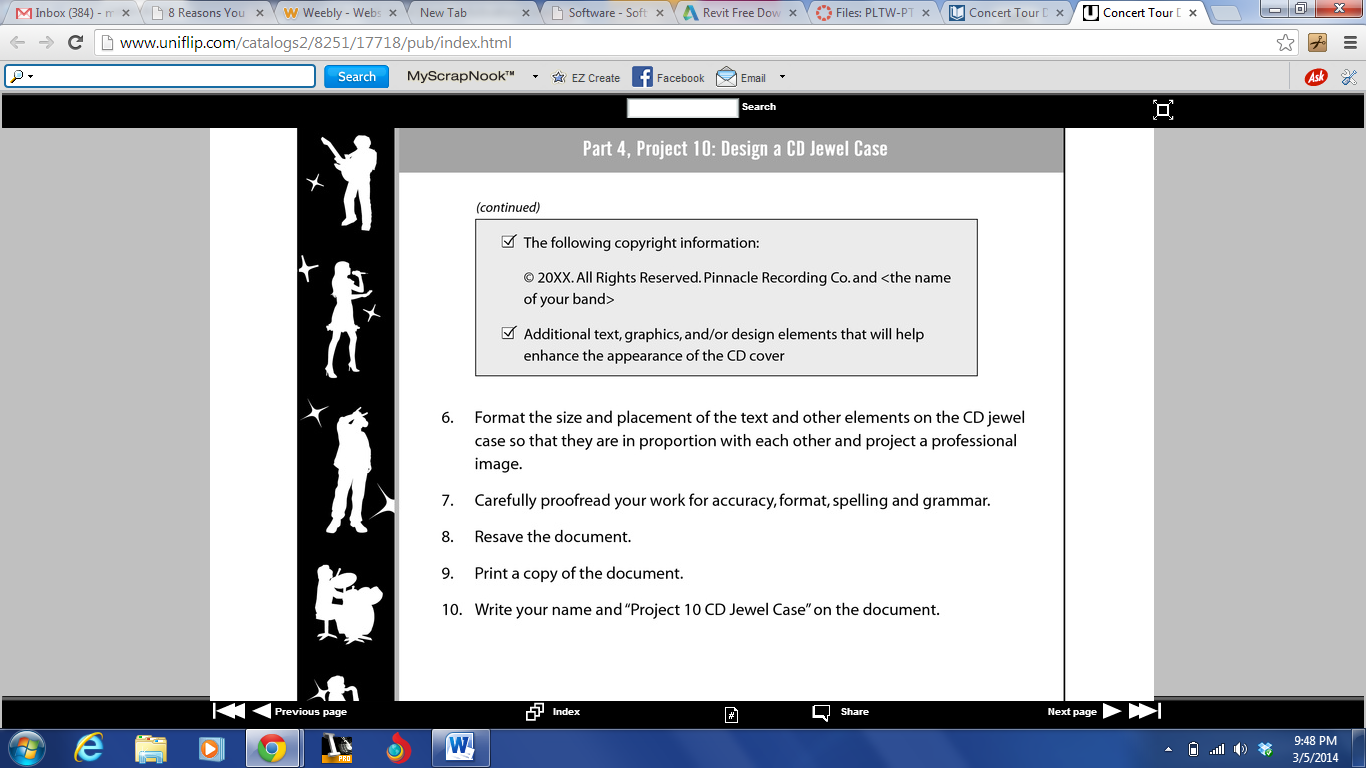 Inbox (384) - m
8 Reasons You
Weebly - Webs
New Tab
Software - Soft
Revit Free Dow
Files: PLTW-PT
Concert Tour D
Concert Tour D
www.uniflip.com/catalogs2/8251/17718/pub/index.html
Search
MyScrapNook™
EZ Create
Facebook
Email
Ask
Search
Part 4, Project 10: Design a CD Jewel Case
(continued)
The following copyright information:
© 20XX. All Rights Reserved. Pinnacle Recording Co. and <the name
of your band>
Additional text, graphics, and/or design elements that will help
enhance the appearance of the CD cover
6. Format the size and placement of the text and other elements on the CD jewel
case so that they are in proportion with each other and project a professional
image.
7. Carefully proofread your work for accuracy, format, spelling and grammar.
8. Resave the document.
9. Print a copy of the document.
10. Write your name and “Project 10 CD Jewel Case” on the document.
Previous page
Index
#
Share
Next page
PRO
9:48 PM
3/5/2014